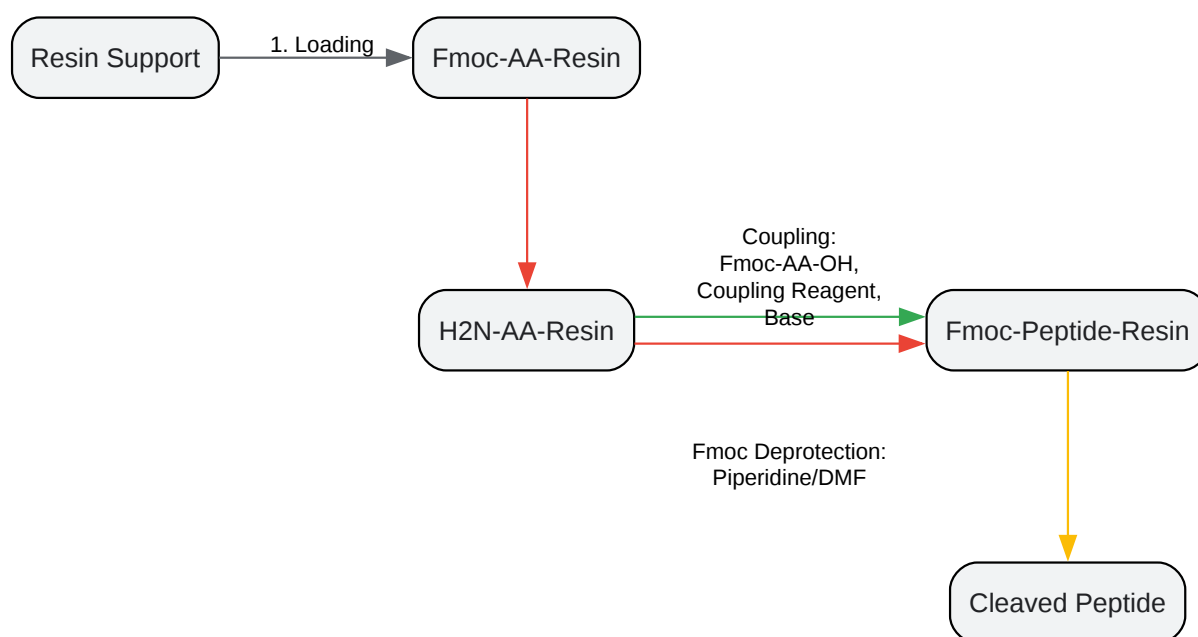 Resin Support
1. Loading
Fmoc-AA-Resin
Coupling:
Fmoc-AA-OH,
Coupling Reagent,
Base
H2N-AA-Resin
Fmoc-Peptide-Resin
Fmoc Deprotection:
Piperidine/DMF
Cleaved Peptide